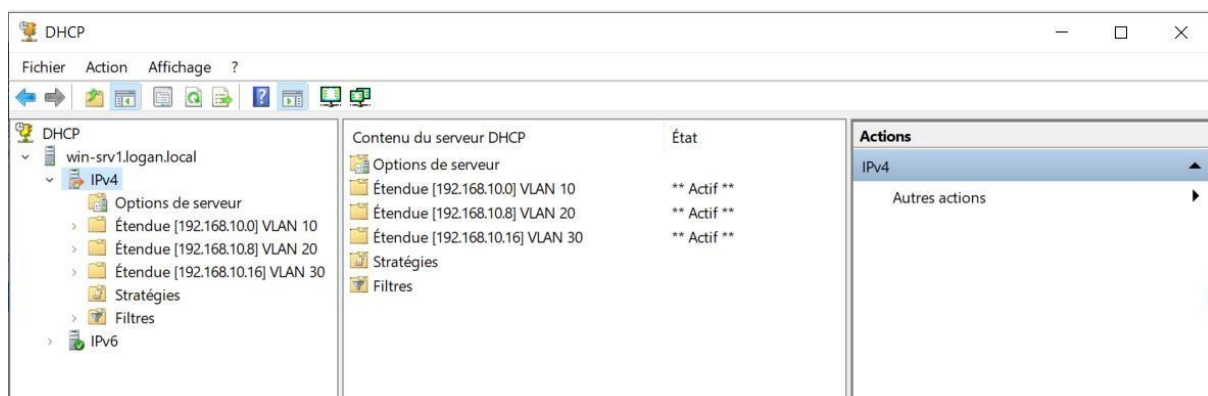 DHCP
Fichier Action Affichage ?
DHCP
win-srv1.logan.local
IPv4
Options de serveur
Étendue [192.168.10.0] VLAN 10
Étendue [192.168.10.8] VLAN 20
Étendue [192.168.10.16] VLAN 30
Stratégies
Filtres
IPv6
Contenu du serveur DHCP État
Options de serveur
Étendue [192.168.10.0] VLAN 10 ** Actif **
Étendue [192.168.10.8] VLAN 20 ** Actif **
Étendue [192.168.10.16] VLAN 30 ** Actif **
Stratégies
Filtres
Actions
IPv4
Autres actions